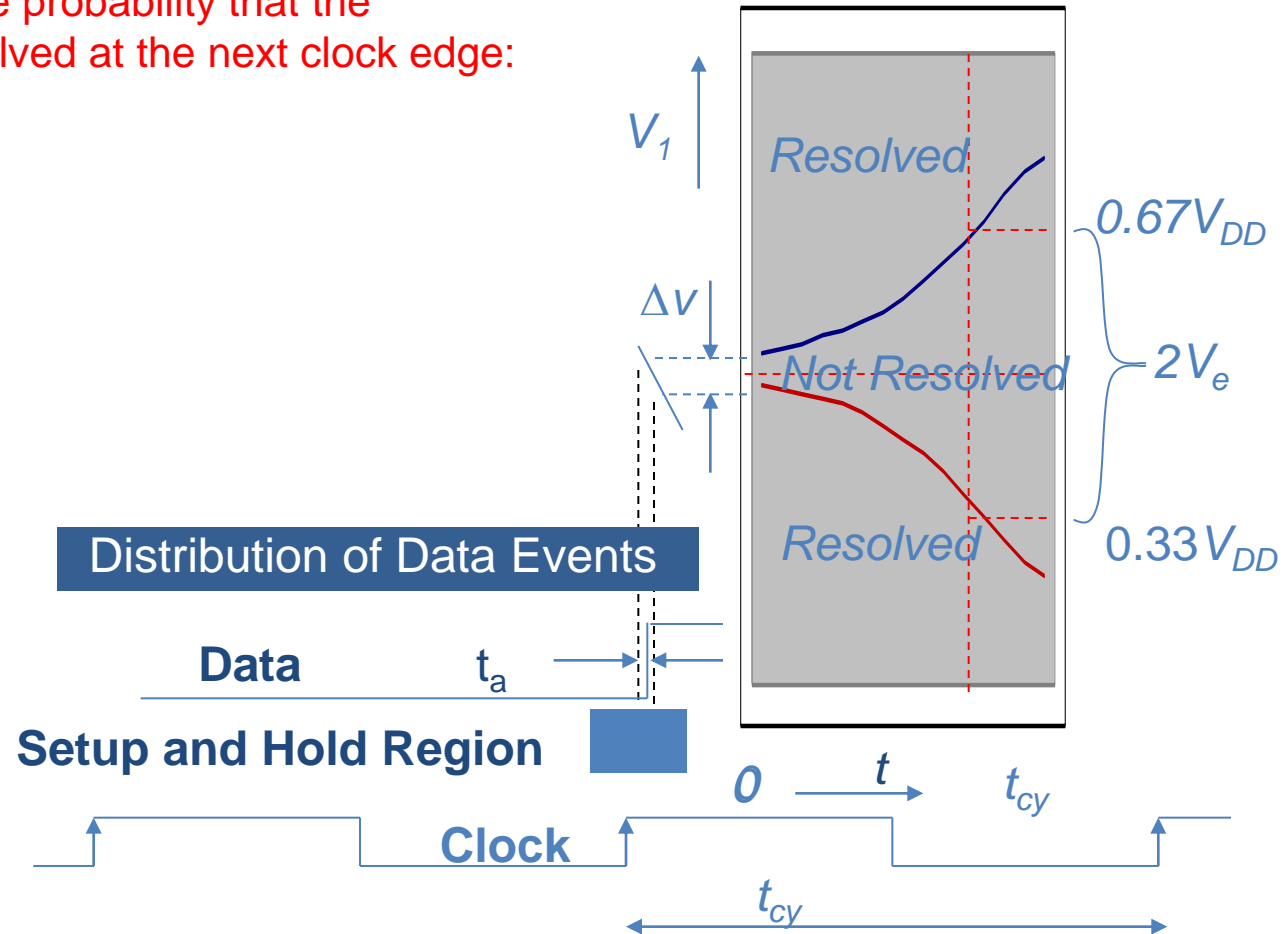 probability that the
at the next clock edge:
V1
Resolved
0.67VDD
Δv
Not Resolved
2Ve
Distribution of Data Events
Resolved
0.33VDD
Data
ta
Setup and Hold Region
0
t
tcy
Clock
tcy